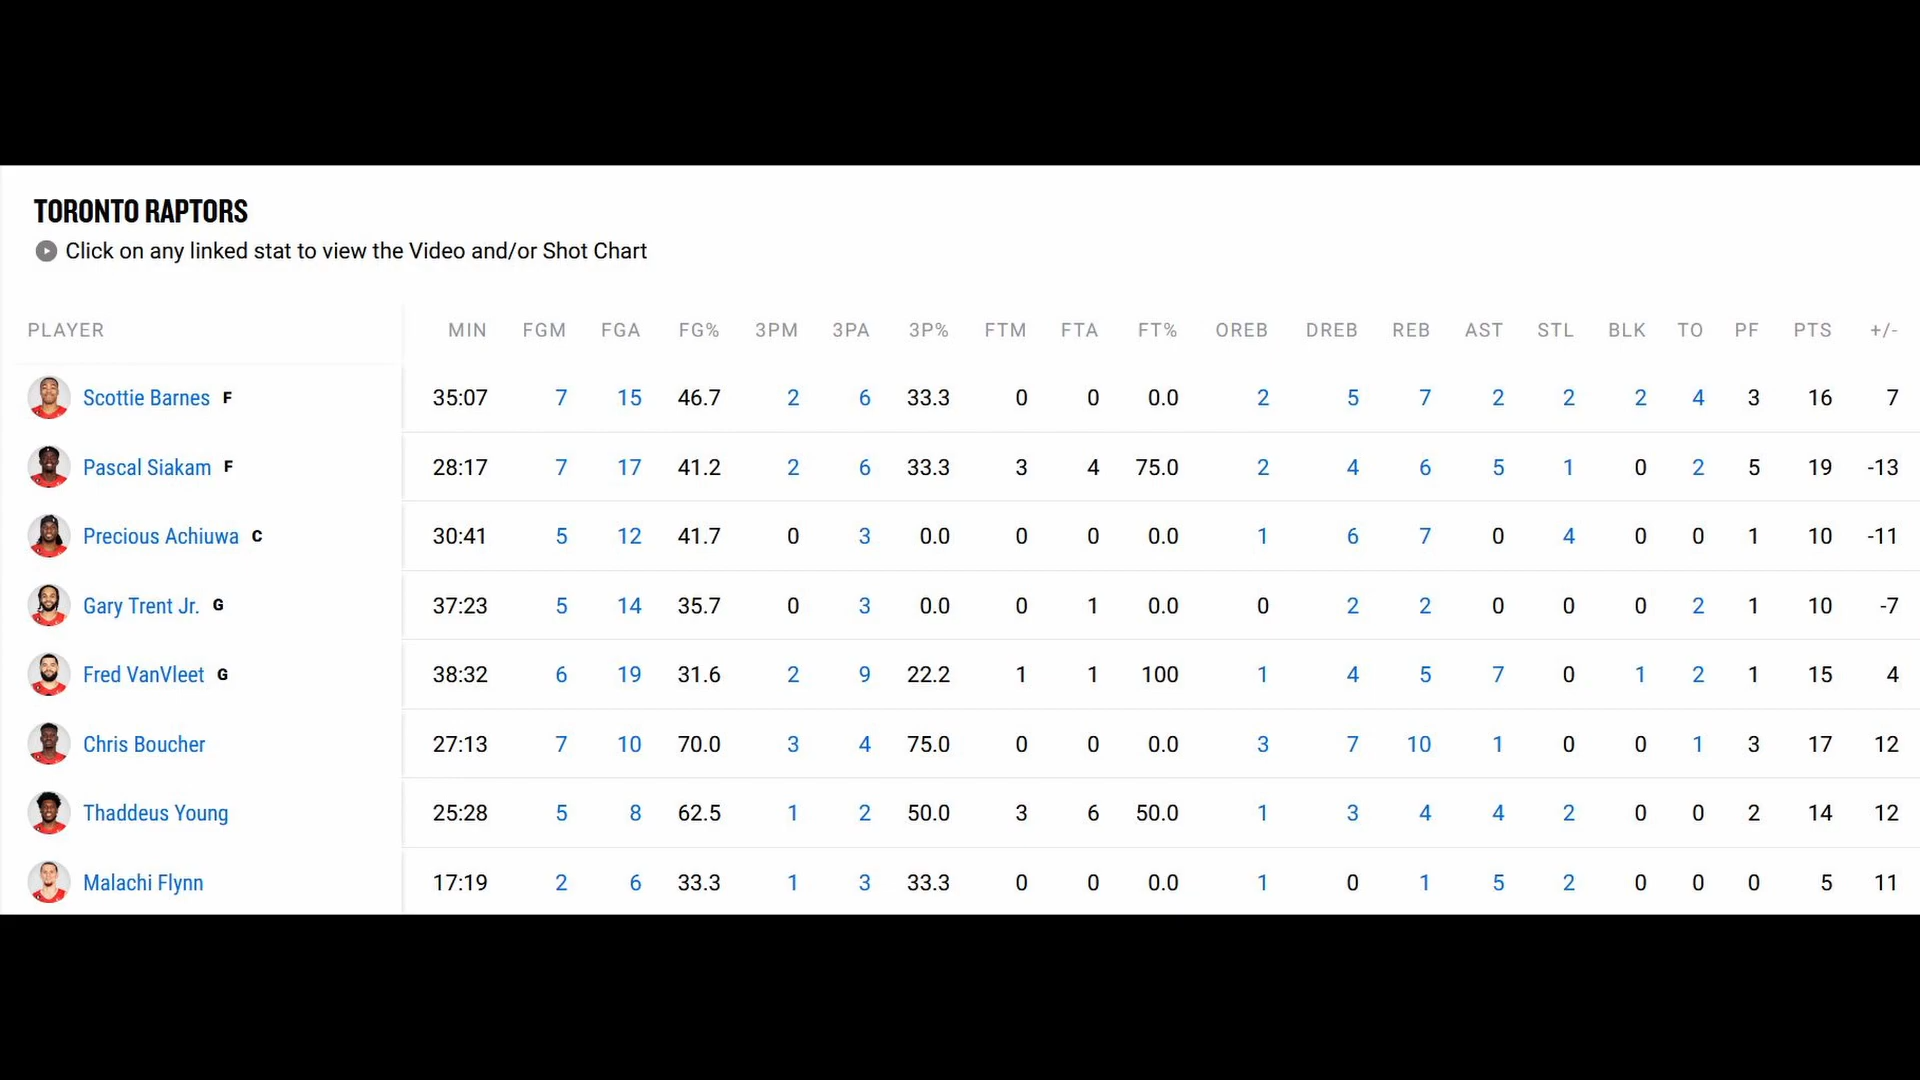 TORONTO RAPTORS
Click on any linked stat to view the Video and/or Shot Chart
PLAYER MIN FGM FGA FG% 3PM 3PA 3P% FTM FTA FT% OREB DREB REB AST STL BLK TO PF PTS +/-
Scottie Barnes F 35:07 7 15 46.7 2 6 33.3 0 0 0.0 2 5 7 2 2 2 4 3 16 7
Pascal Siakam F 28:17 7 17 41.2 2 6 33.3 3 4 75.0 2 4 6 5 1 0 2 5 19 -13
Precious Achiuwa C 30:41 5 12 41.7 0 3 0.0 0 0 0.0 1 6 7 0 4 0 0 1 10 -11
Gary Trent Jr. G 37:23 5 14 35.7 0 3 0.0 0 1 0.0 0 2 2 0 0 0 2 1 10 -7
Fred VanVleet G 38:32 6 19 31.6 2 9 22.2 1 1 100 1 4 5 7 0 1 2 1 15 4
Chris Boucher 27:13 7 10 70.0 3 4 75.0 0 0 0.0 3 7 10 1 0 0 1 3 17 12
Thaddeus Young 25:28 5 8 62.5 1 2 50.0 3 6 50.0 1 3 4 4 2 0 0 2 14 12
Malachi Flynn 17:19 2 6 33.3 1 3 33.3 0 0 0.0 1 0 1 5 2 0 0 0 5 11